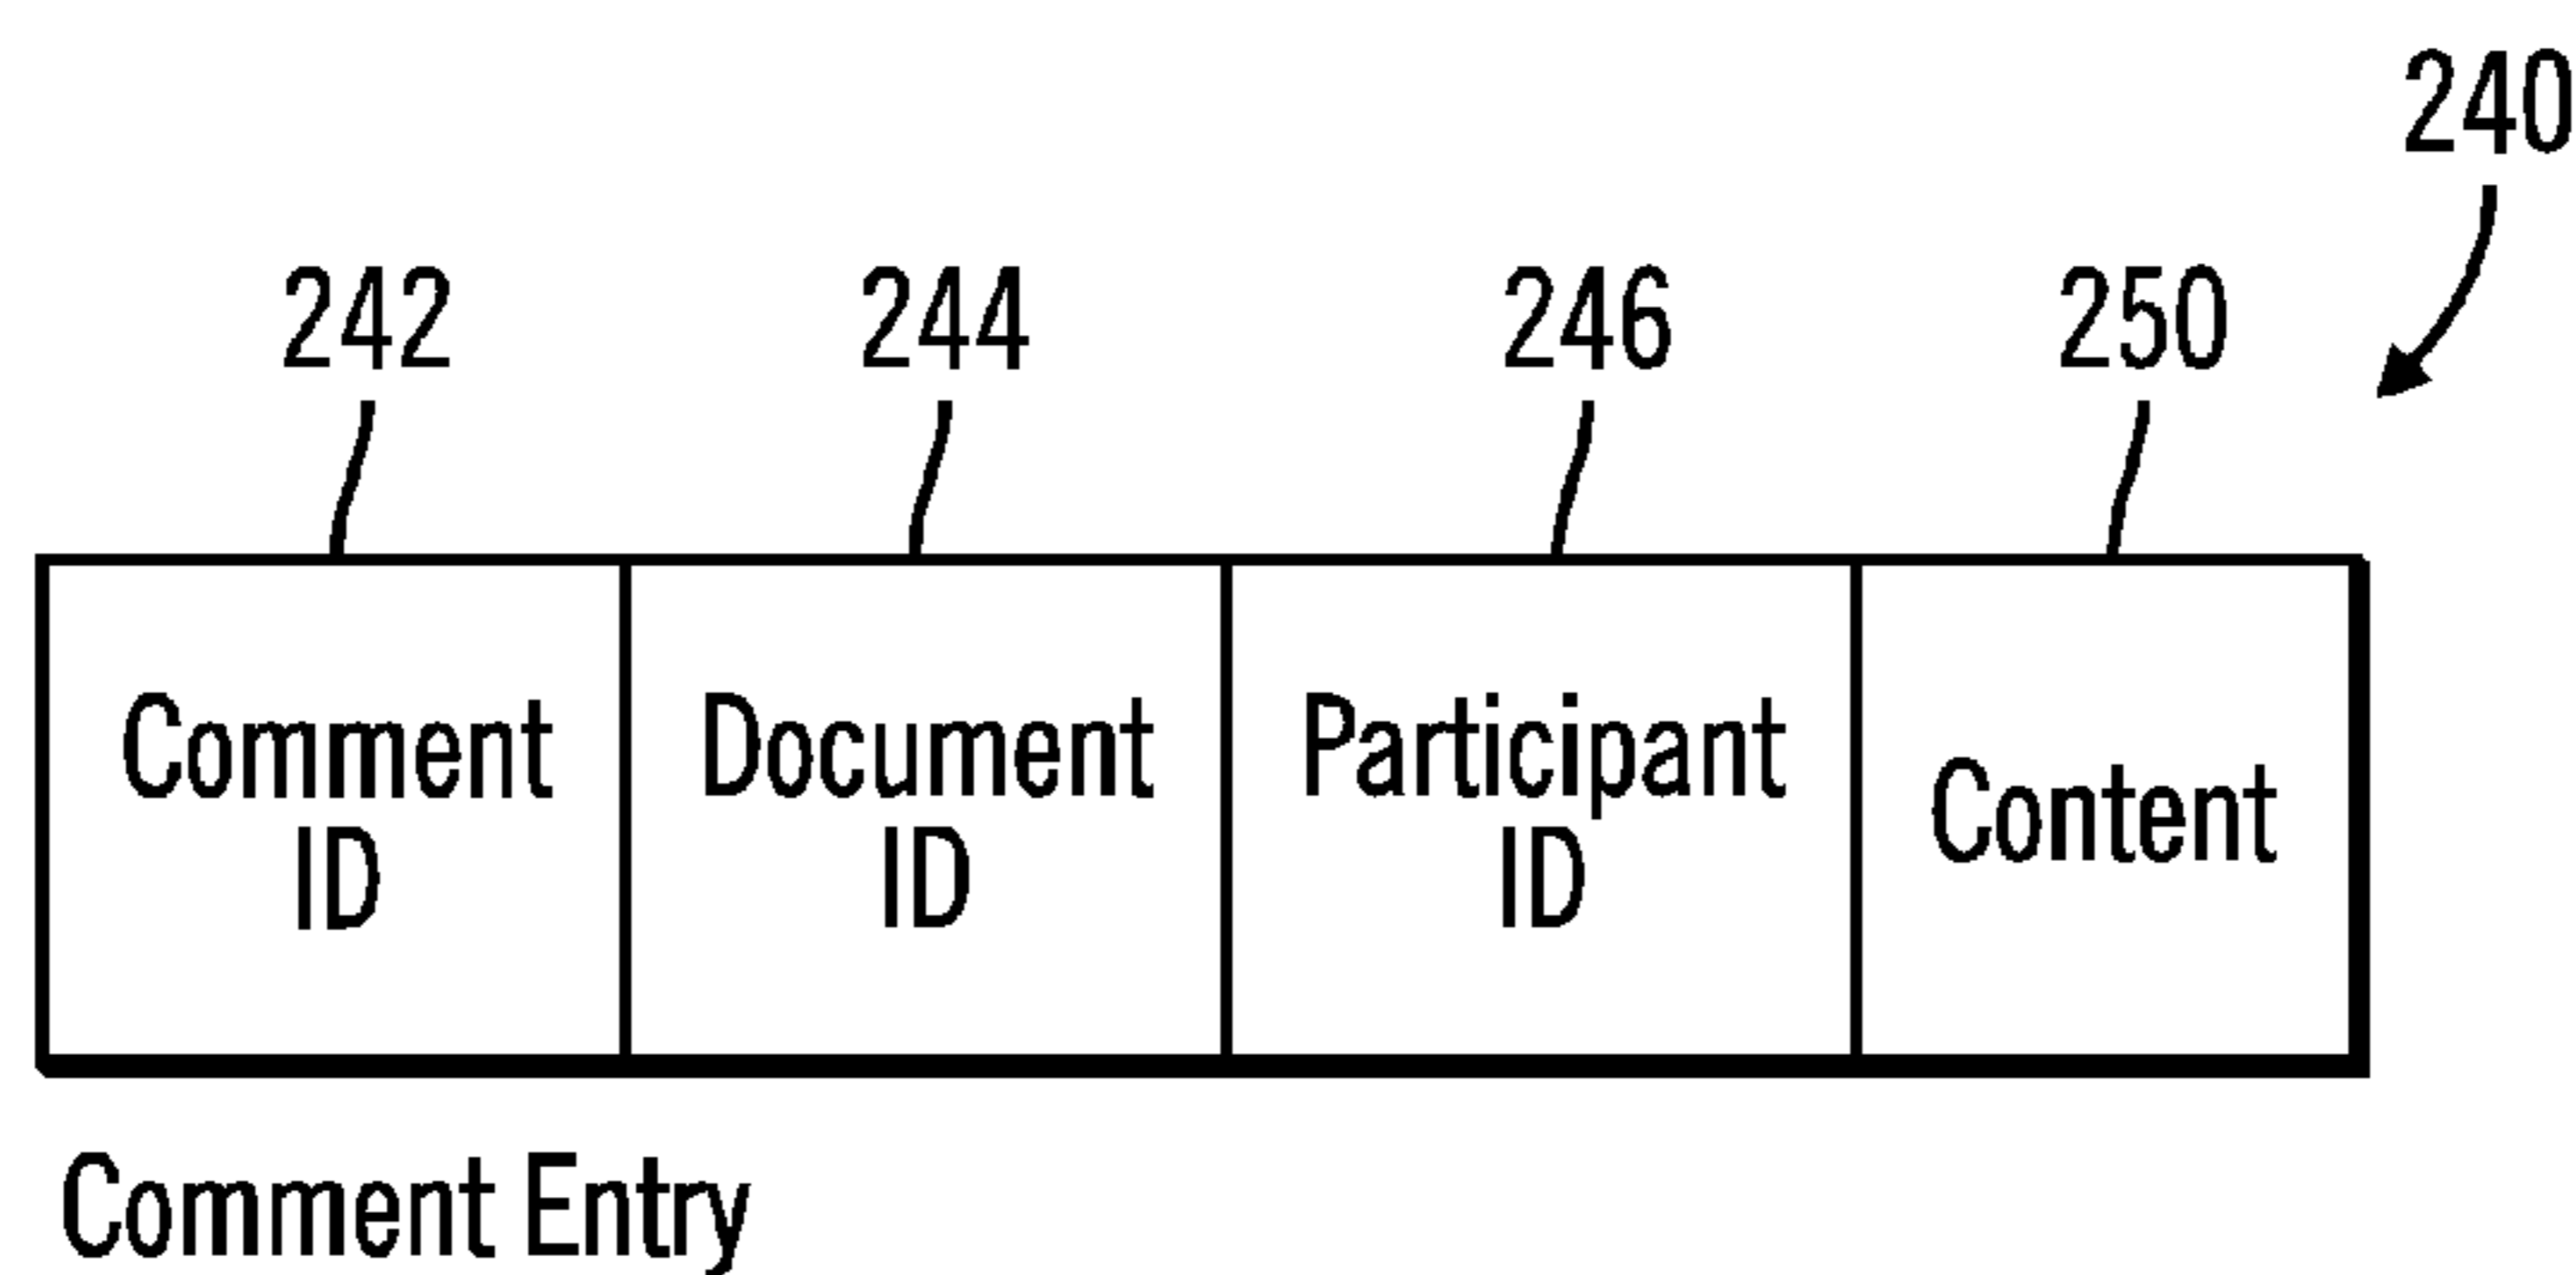 240
242
244
246
250
Comment
ID
Document
ID
Participant
ID
Content
Comment Entry